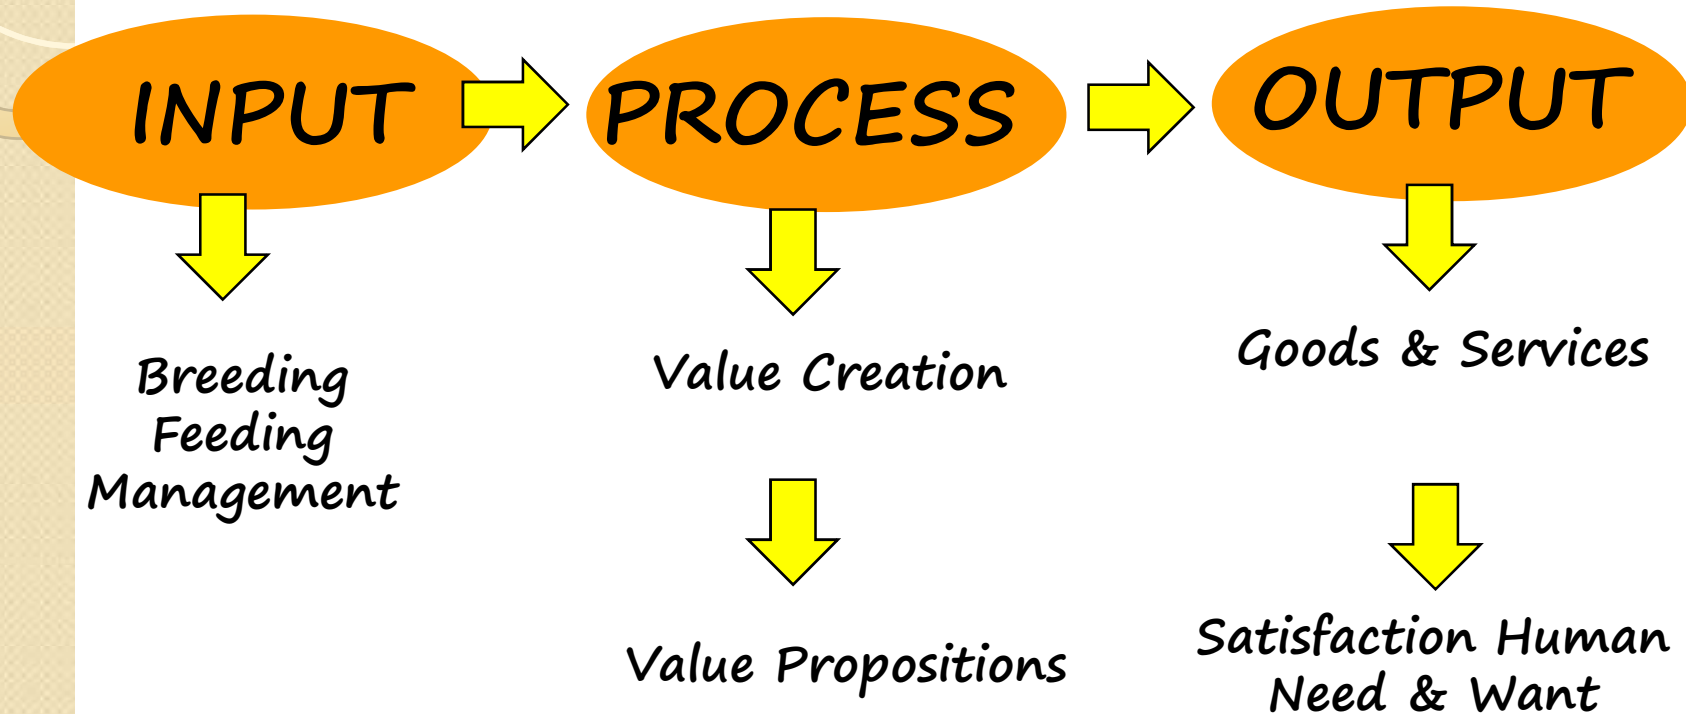 INPUT
PROCESS
OUTPUT
Breeding
Feeding
Management
Value Creation
Value Propositions
Goods & Services
Satisfaction Human
Need & Want